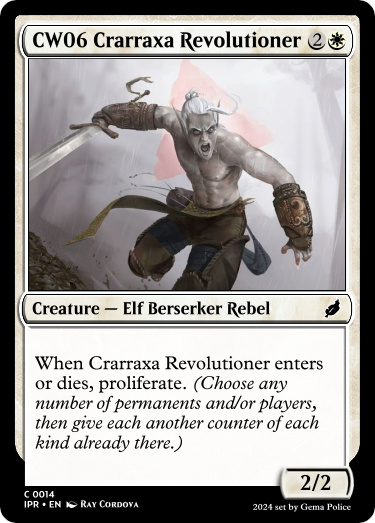 CW06 Crarraxa Revolutioner 2
Creature — Elf Berserker Rebel
When Crarraxa Revolutioner enters
or dies, proliferate. (Choose any
number of permanents and/or players,
then give each another counter of each
kind already there.)
2/2
C 0014
IPR • EN Ray Cordova
2024 set by Gema Police